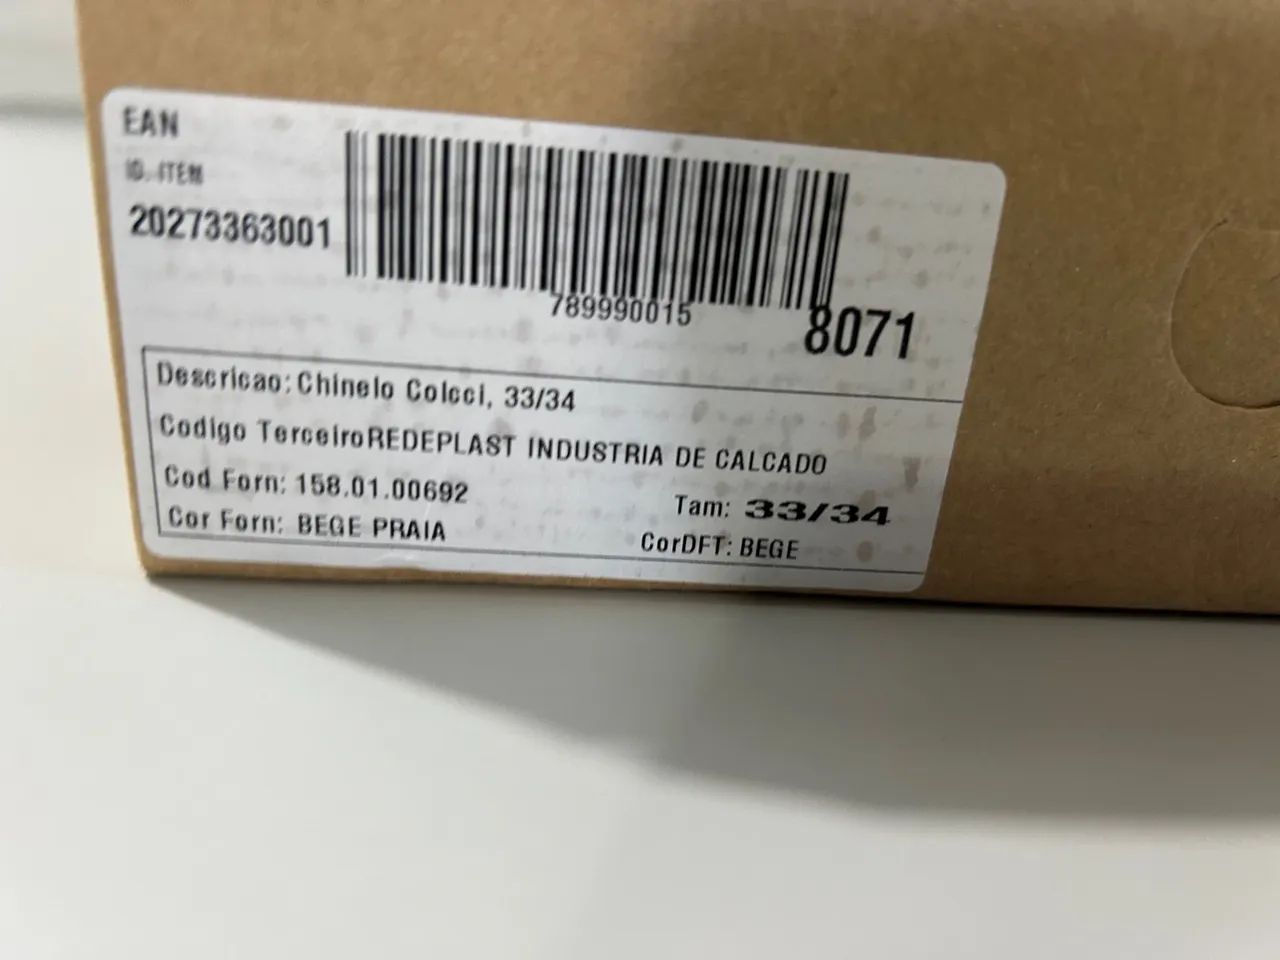 EAN
ID. ITEM
20273363001
789990015 8071
Descricao: Chinelo Colcci, 33/34
Codigo TerceiroREDEPLAST INDUSTRIA DE CALCADO
Cod Forn: 158.01.00692
Tam: 33/34
Cor Forn: BEGE PRAIA
CorDFT: BEGE